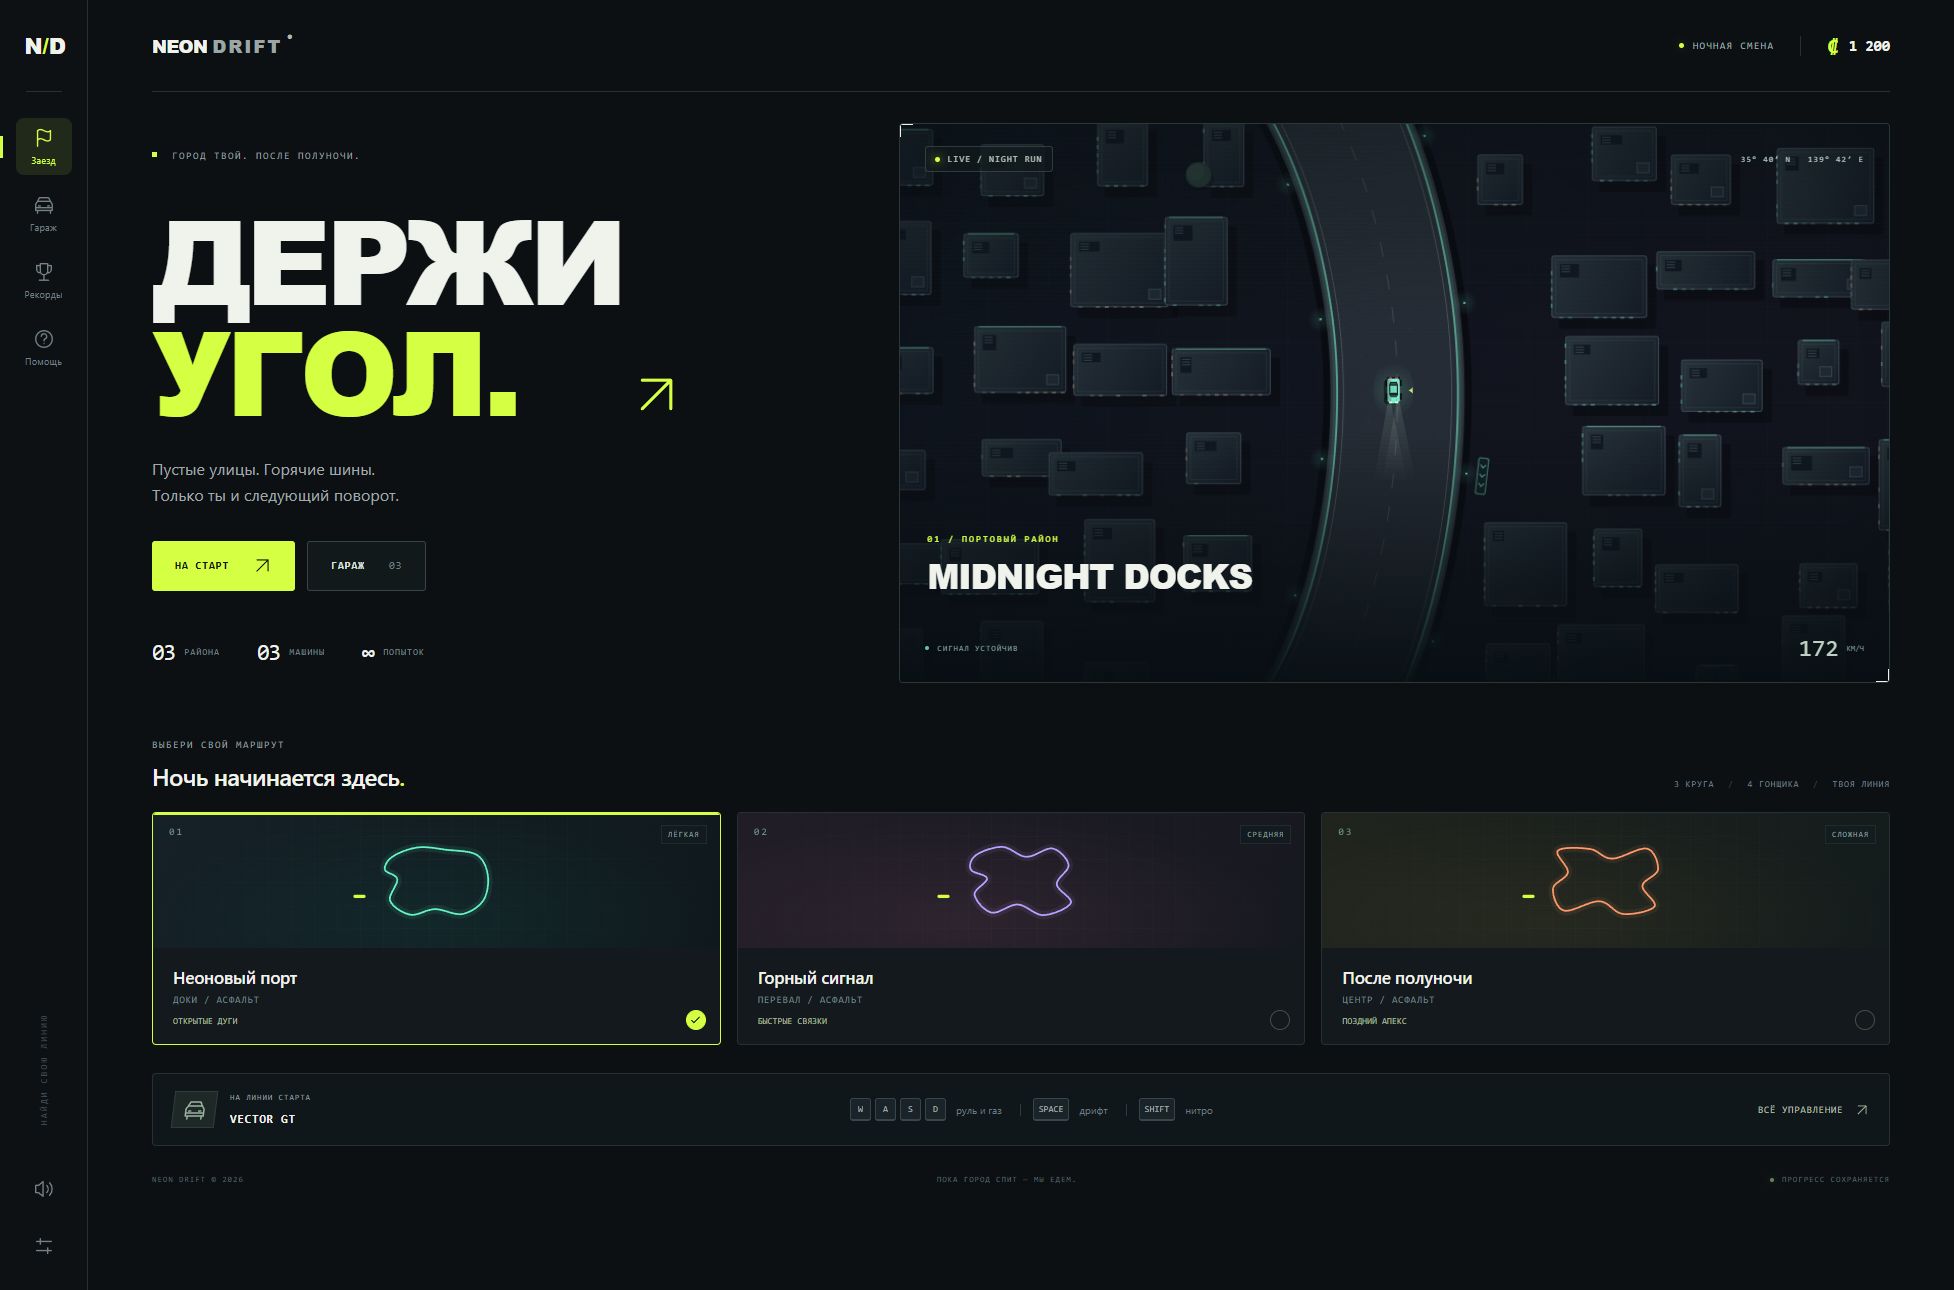 N/D
NEON DRIFT
НОЧНАЯ СМЕНА
₡ 1 200
Заезд
Гараж
Рекорды
Помощь
НАЙДИ СВОЮ ЛИНИЮ
ГОРОД ТВОЙ. ПОСЛЕ ПОЛУНОЧИ.
ДЕРЖИ
УГОЛ.
Пустые улицы. Горячие шины.
Только ты и следующий поворот.
НА СТАРТ
ГАРАЖ 03
03 РАЙОНА
03 МАШИНЫ
∞ ПОПЫТОК
LIVE / NIGHT RUN
35° 40′ N 139° 42′ E
01 / ПОРТОВЫЙ РАЙОН
MIDNIGHT DOCKS
СИГНАЛ УСТОЙЧИВ
172 КМ/Ч
ВЫБЕРИ СВОЙ МАРШРУТ
Ночь начинается здесь.
3 КРУГА / 4 ГОНЩИКА / ТВОЯ ЛИНИЯ
01
ЛЁГКАЯ
Неоновый порт
ДОКИ / АСФАЛЬТ
ОТКРЫТЫЕ ДУГИ
02
СРЕДНЯЯ
Горный сигнал
ПЕРЕВАЛ / АСФАЛЬТ
БЫСТРЫЕ СВЯЗКИ
03
СЛОЖНАЯ
После полуночи
ЦЕНТР / АСФАЛЬТ
ПОЗДНИЙ АПЕКС
НА ЛИНИИ СТАРТА
VECTOR GT
W A S D руль и газ
SPACE дрифт
SHIFT нитро
ВСЁ УПРАВЛЕНИЕ
NEON DRIFT © 2026
ПОКА ГОРОД СПИТ — МЫ ЕДЕМ.
ПРОГРЕСС СОХРАНЯЕТСЯ